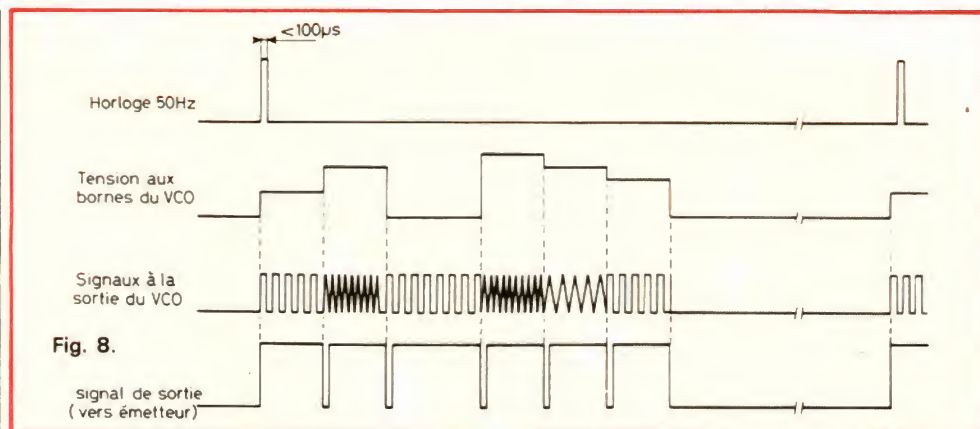 <100µs
Horloge 50Hz
Tension aux
bornes du VCO
Signaux à la
sortie du VCO
Fig. 8.
signal de sortie
(vers émetteur)